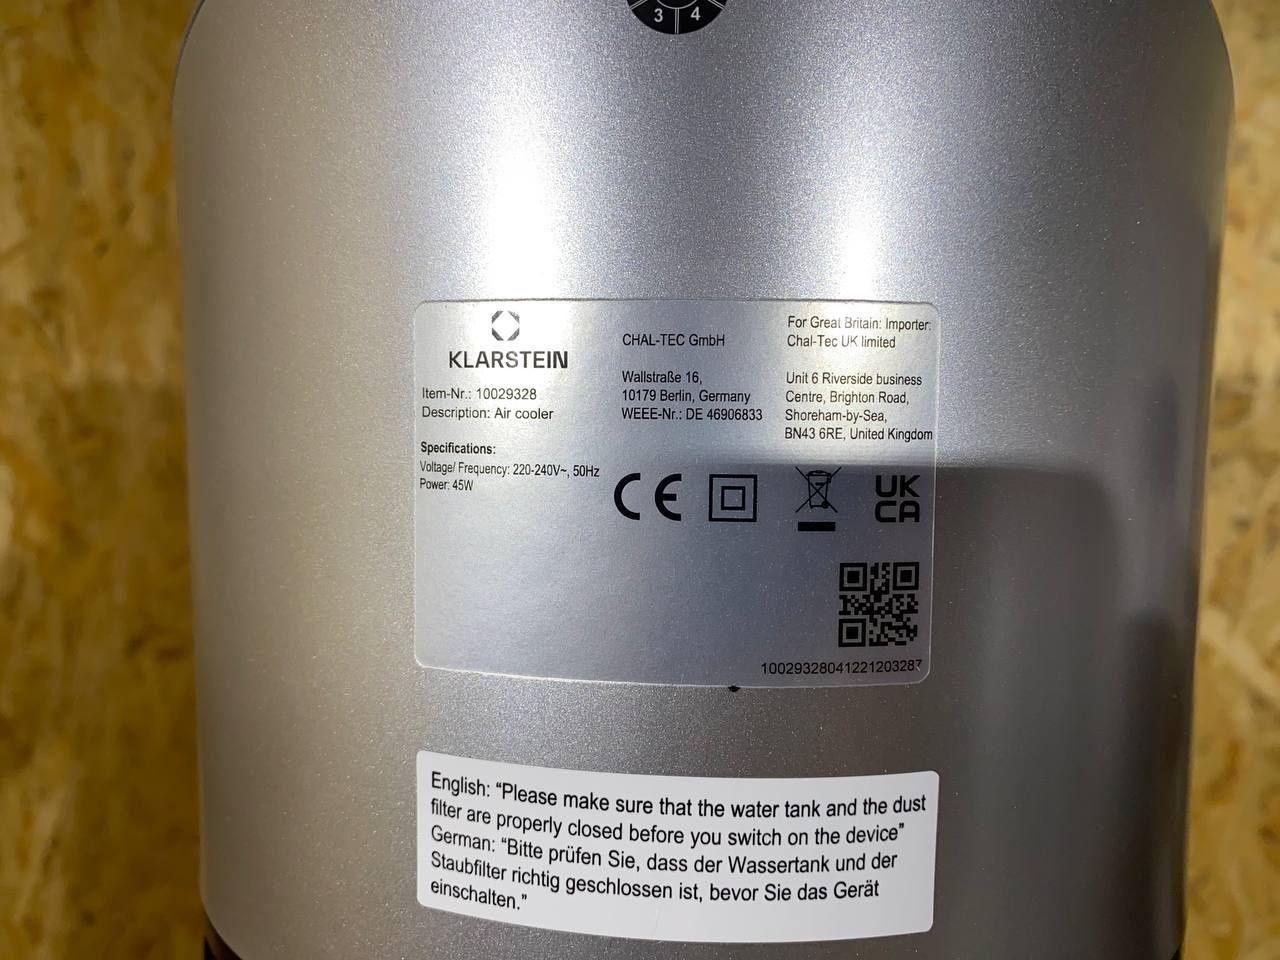 3 4
KLARSTEIN
Item-Nr.: 10029328
Description: Air cooler
Specifications:
Voltage/ Frequency: 220-240V~, 50Hz
Power: 45W
CHAL-TEC GmbH
Wallstraße 16,
10179 Berlin, Germany
WEEE-Nr.: DE 46906833
For Great Britain: Importer:
Chal-Tec UK limited
Unit 6 Riverside business
Centre, Brighton Road,
Shoreham-by-Sea,
BN43 6RE, United Kingdom
CE
UK
CA
10029328041221203287
English: “Please make sure that the water tank and the dust
filter are properly closed before you switch on the device”
German: “Bitte prüfen Sie, dass der Wassertank und der
Staubfilter richtig geschlossen ist, bevor Sie das Gerät
einschalten.”